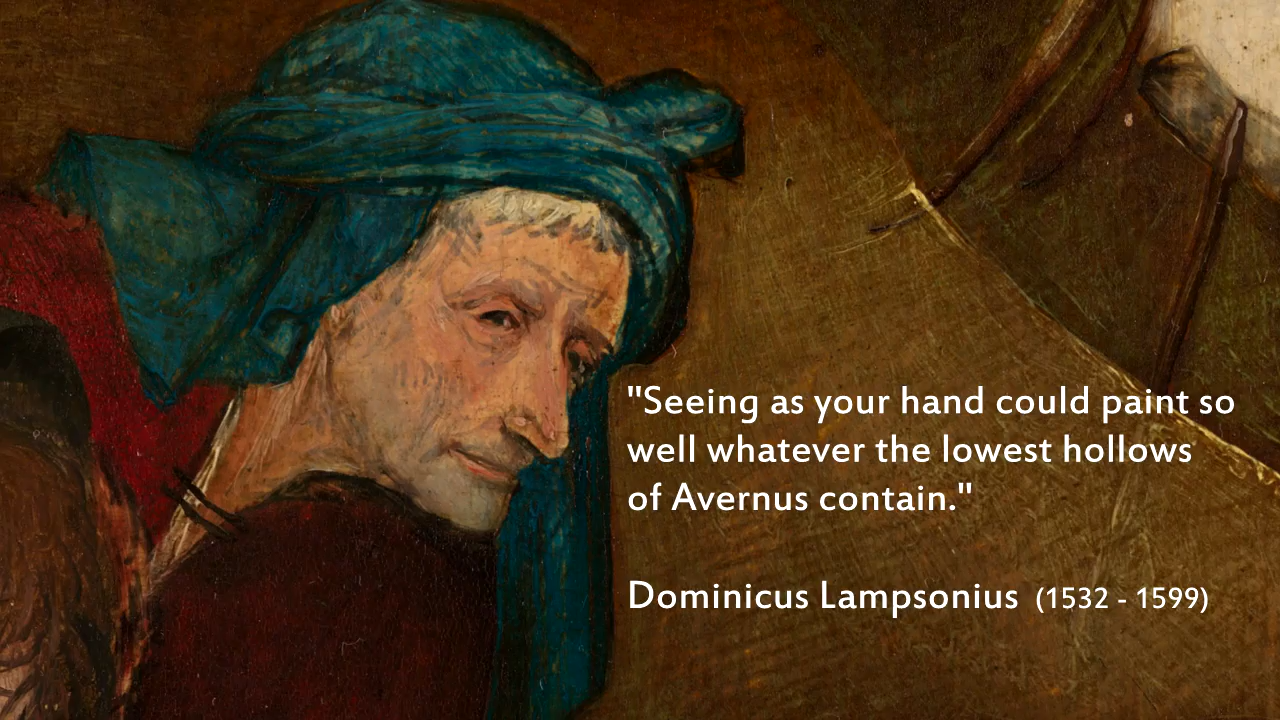 "Seeing as your hand could paint so
well whatever the lowest hollows
of Avernus contain."
Dominicus Lampsonius (1532 - 1599)